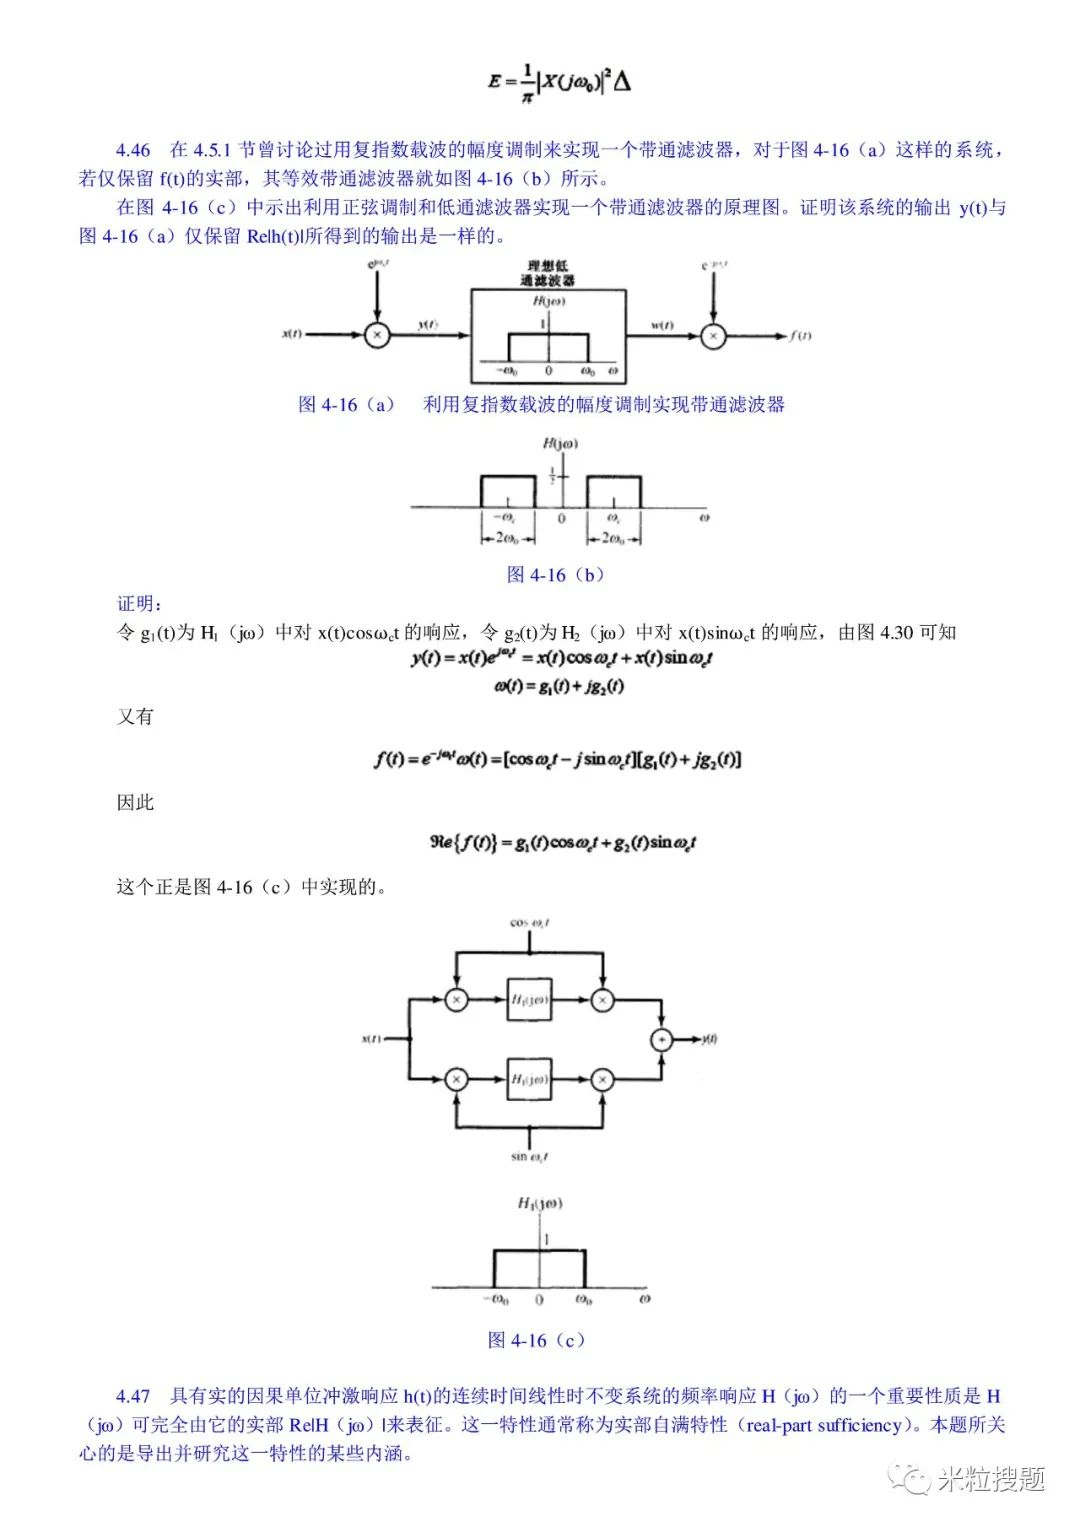 E = 1/π |X(jω₀)|² Δ
4.46 在 4.5.1 节曾讨论过用复指数载波的幅度调制来实现一个带通滤波器，对于图 4-16（a）这样的系统，
若仅保留 f(t)的实部，其等效带通滤波器就如图 4-16（b）所示。
在图 4-16（c）中示出利用正弦调制和低通滤波器实现一个带通滤波器的原理图。证明该系统的输出 y(t)与
图 4-16（a）仅保留 Re|h(t)|所得到的输出是一样的。
理想低
通滤波器
H(jω)
1
x(t) y(t) w(t) f(t)
-ω₀ 0 ω₀ ω
图 4-16（a） 利用复指数载波的幅度调制实现带通滤波器
H(jω)
1/2
-ωc 0 ωc ω
2ω₀ 2ω₀
图 4-16（b）
证明：
令 g₁(t)为 H₁（jω）中对 x(t)cosωct 的响应，令 g₂(t)为 H₂（jω）中对 x(t)sinωct 的响应，由图 4.30 可知
y(t) = x(t)e^{jωct} = x(t)cosωct + x(t)sinωct
ω(t) = g₁(t) + jg₂(t)
又有
f(t) = e^{-jωct}ω(t) = [cosωct − j sinωct][g₁(t) + jg₂(t)]
因此
ℜe{f(t)} = g₁(t)cosωct + g₂(t)sinωct
这个正是图 4-16（c）中实现的。
cos ωct
H₁(jω)
x(t) y(t)
H₁(jω)
sin ωct
H₁(jω)
1
-ω₀ 0 ω₀ ω
图 4-16（c）
4.47 具有实的因果单位冲激响应 h(t)的连续时间线性时不变系统的频率响应 H（jω）的一个重要性质是 H
（jω）可完全由它的实部 Re|H（jω）|来表征。这一特性通常称为实部自满特性（real-part sufficiency）。本题所关
心的是导出并研究这一特性的某些内涵。
米粒搜题